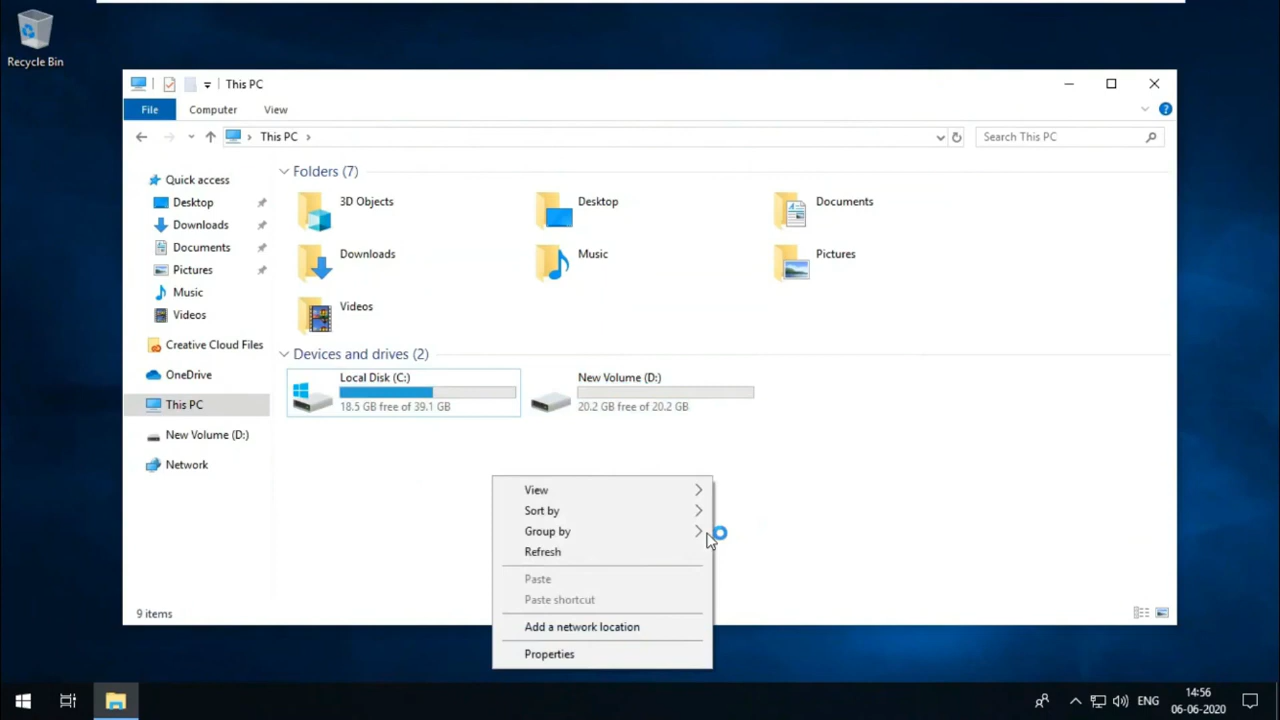 Recycle Bin
This PC
File
Computer
View
This PC
Search This PC
Quick access
Desktop
Downloads
Documents
Pictures
Music
Videos
Creative Cloud Files
OneDrive
This PC
New Volume (D:)
Network
Folders (7)
3D Objects
Desktop
Documents
Downloads
Music
Pictures
Videos
Devices and drives (2)
Local Disk (C:)
18.5 GB free of 39.1 GB
New Volume (D:)
20.2 GB free of 20.2 GB
View
Sort by
Group by
Refresh
Paste
Paste shortcut
Add a network location
Properties
9 items
ENG
14:56
06-06-2020